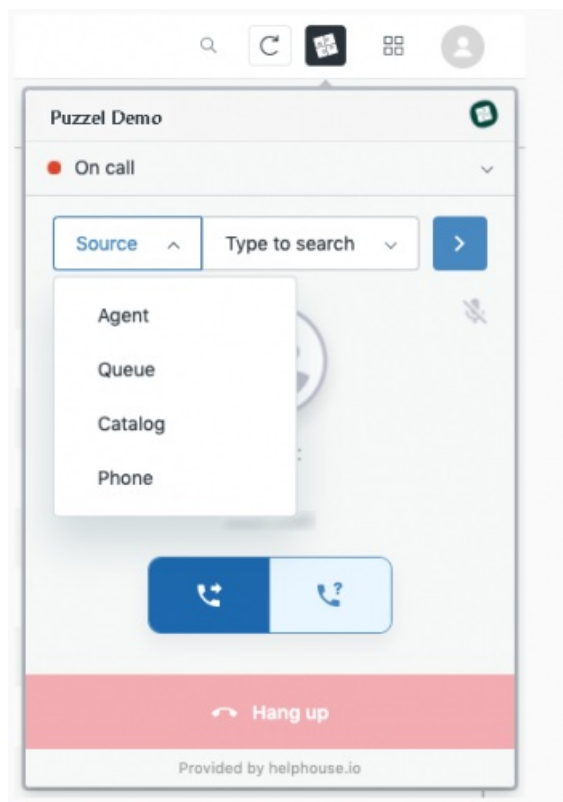 Puzzel Demo
On call
Source
Type to search
Agent
Queue
Catalog
Phone
:
?
Hang up
Provided by helphouse.io